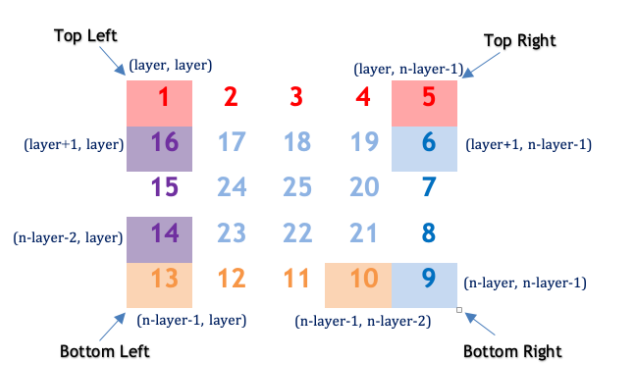 Top Left
Top Right
(layer, layer)
(layer, n-layer-1)
1 2 3 4 5
(layer+1, layer) 16 17 18 19 6 (layer+1, n-layer-1)
15 24 25 20 7
(n-layer-2, layer) 14 23 22 21 8
13 12 11 10 9 (n-layer, n-layer-1)
(n-layer-1, layer) (n-layer-1, n-layer-2)
Bottom Left Bottom Right